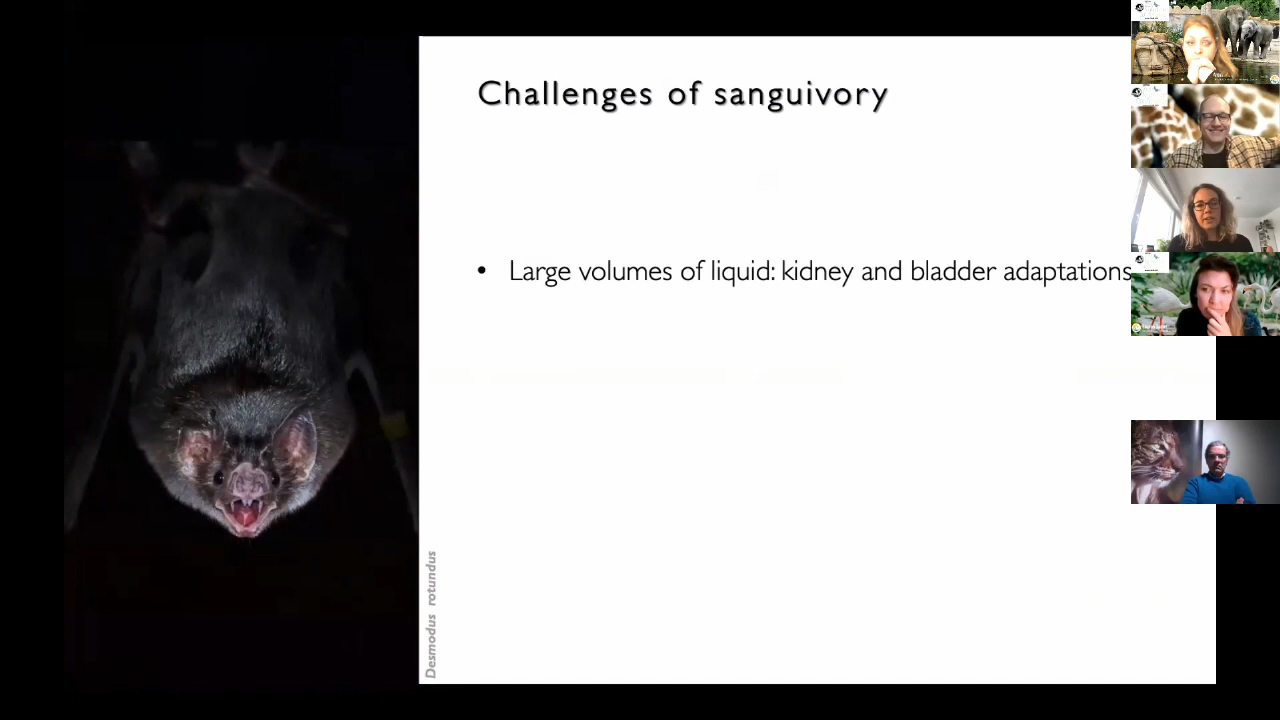 Challenges of sanguivory
• Large volumes of liquid: kidney and bladder adaptations
Desmodus rotundus